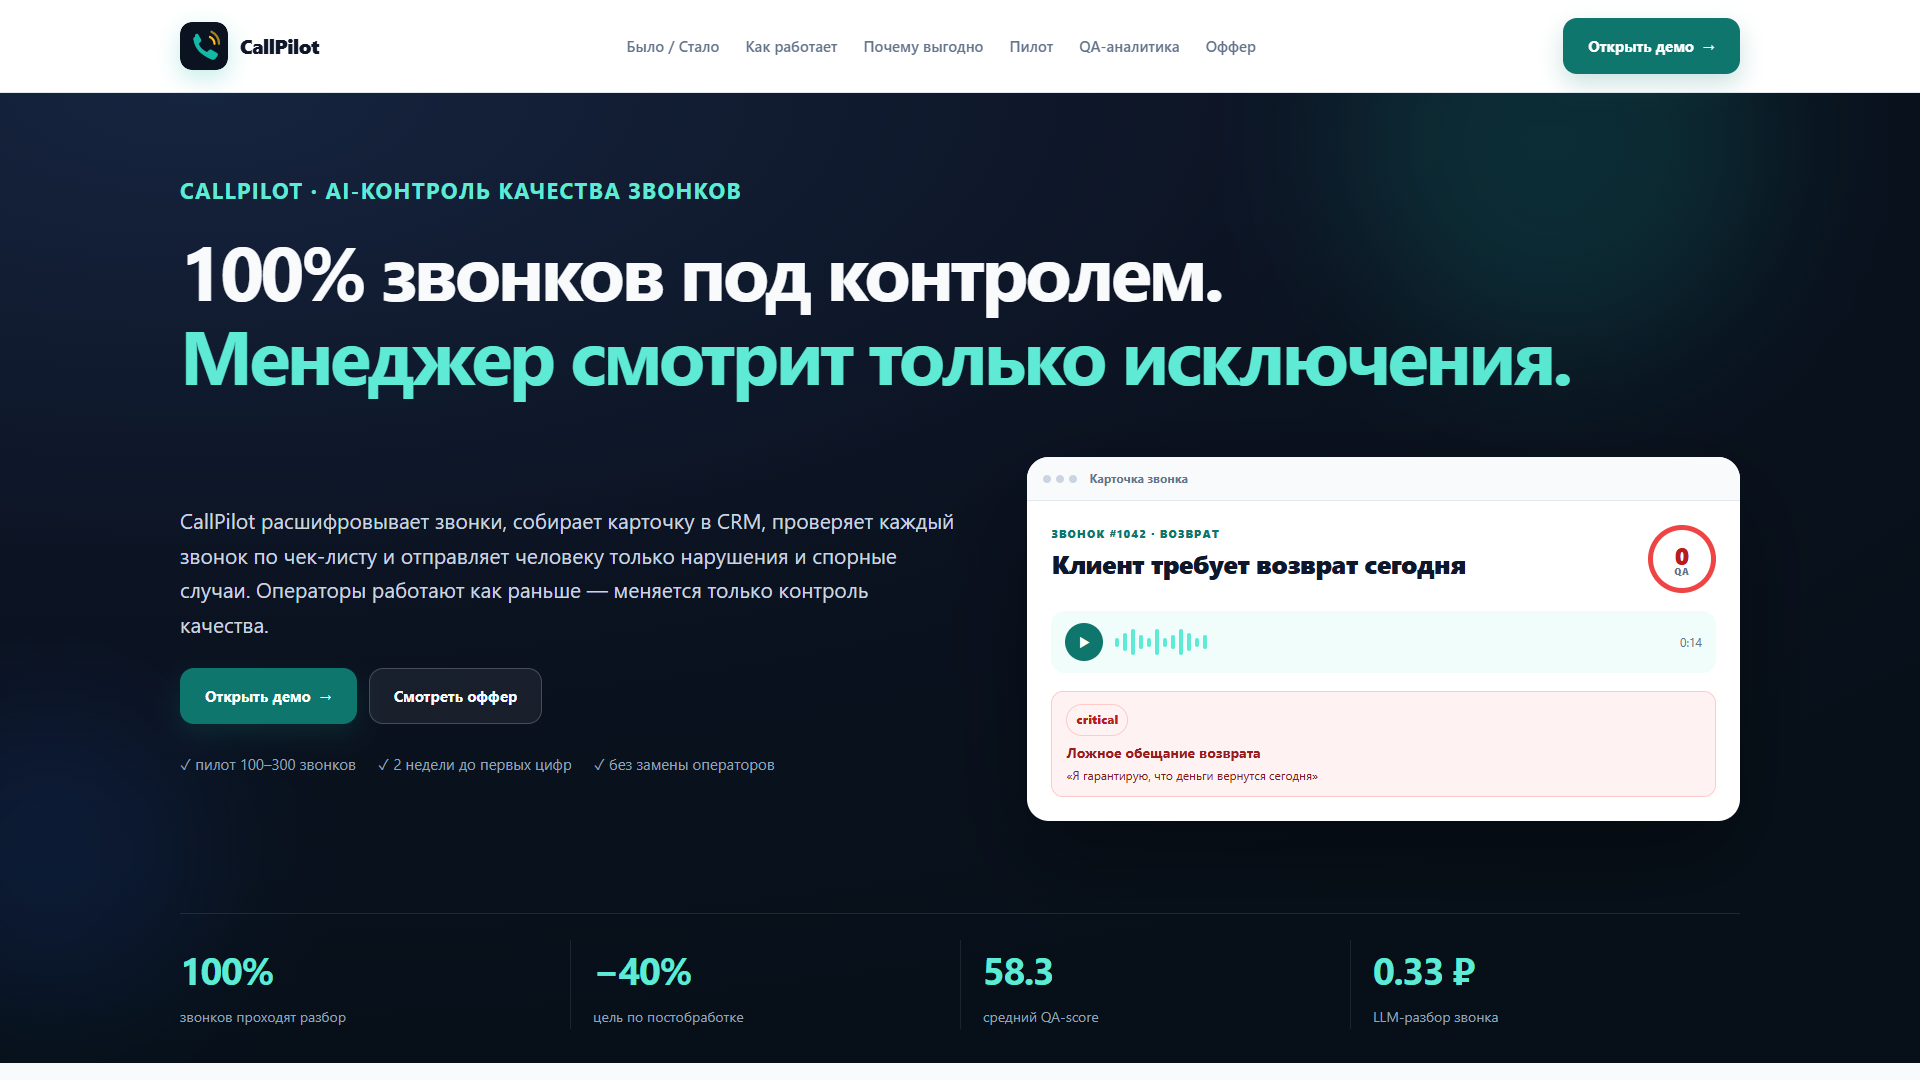 CallPilot
Было / Стало
Как работает
Почему выгодно
Пилот
QA-аналитика
Оффер
Открыть демо →
CALLPILOT · AI-КОНТРОЛЬ КАЧЕСТВА ЗВОНКОВ
100% звонков под контролем.
Менеджер смотрит только исключения.
CallPilot расшифровывает звонки, собирает карточку в CRM, проверяет каждый
звонок по чек-листу и отправляет человеку только нарушения и спорные
случаи. Операторы работают как раньше — меняется только контроль
качества.
Открыть демо →
Смотреть оффер
✓ пилот 100–300 звонков
✓ 2 недели до первых цифр
✓ без замены операторов
Карточка звонка
ЗВОНОК #1042 · ВОЗВРАТ
Клиент требует возврат сегодня
0
QA
0:14
critical
Ложное обещание возврата
«Я гарантирую, что деньги вернутся сегодня»
100%
звонков проходят разбор
−40%
цель по постобработке
58.3
средний QA-score
0.33 ₽
LLM-разбор звонка